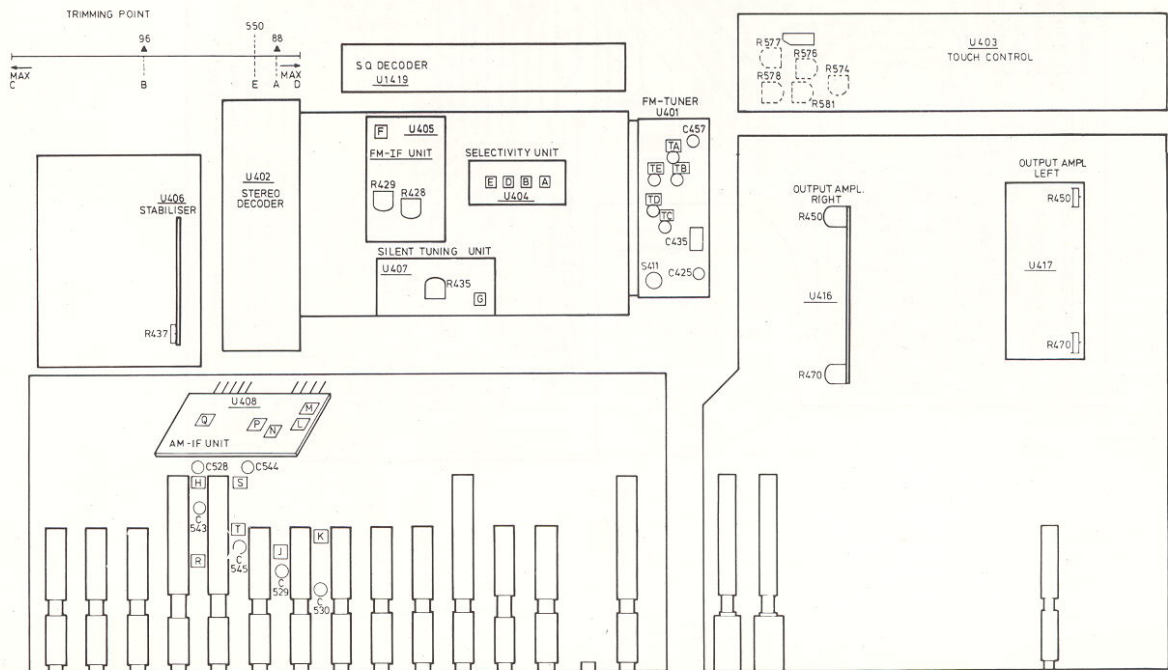 TRIMMING POINT
550
96
88
MAX
C
B
E
A
MAX
D
SQ DECODER
U1419
R577
R576
R578
R574
R581
U403
TOUCH CONTROL
U406
STABILISER
R437
U402
STEREO
DECODER
F
U405
FM-IF UNIT
R429
R428
SELECTIVITY UNIT
E D B A
U404
SILENT TUNING UNIT
U407
R435
G
FM-TUNER
U401
C457
TA
TE
TB
TD
TC
C435
S411
C425
OUTPUT AMPL.
RIGHT
R450
U416
R470
OUTPUT AMPL
LEFT
R450
U417
R470
U408
M
Q
P
N
L
AM-IF UNIT
C528
C544
H
S
C
543
T
R
C
545
J
C
529
K
C
530